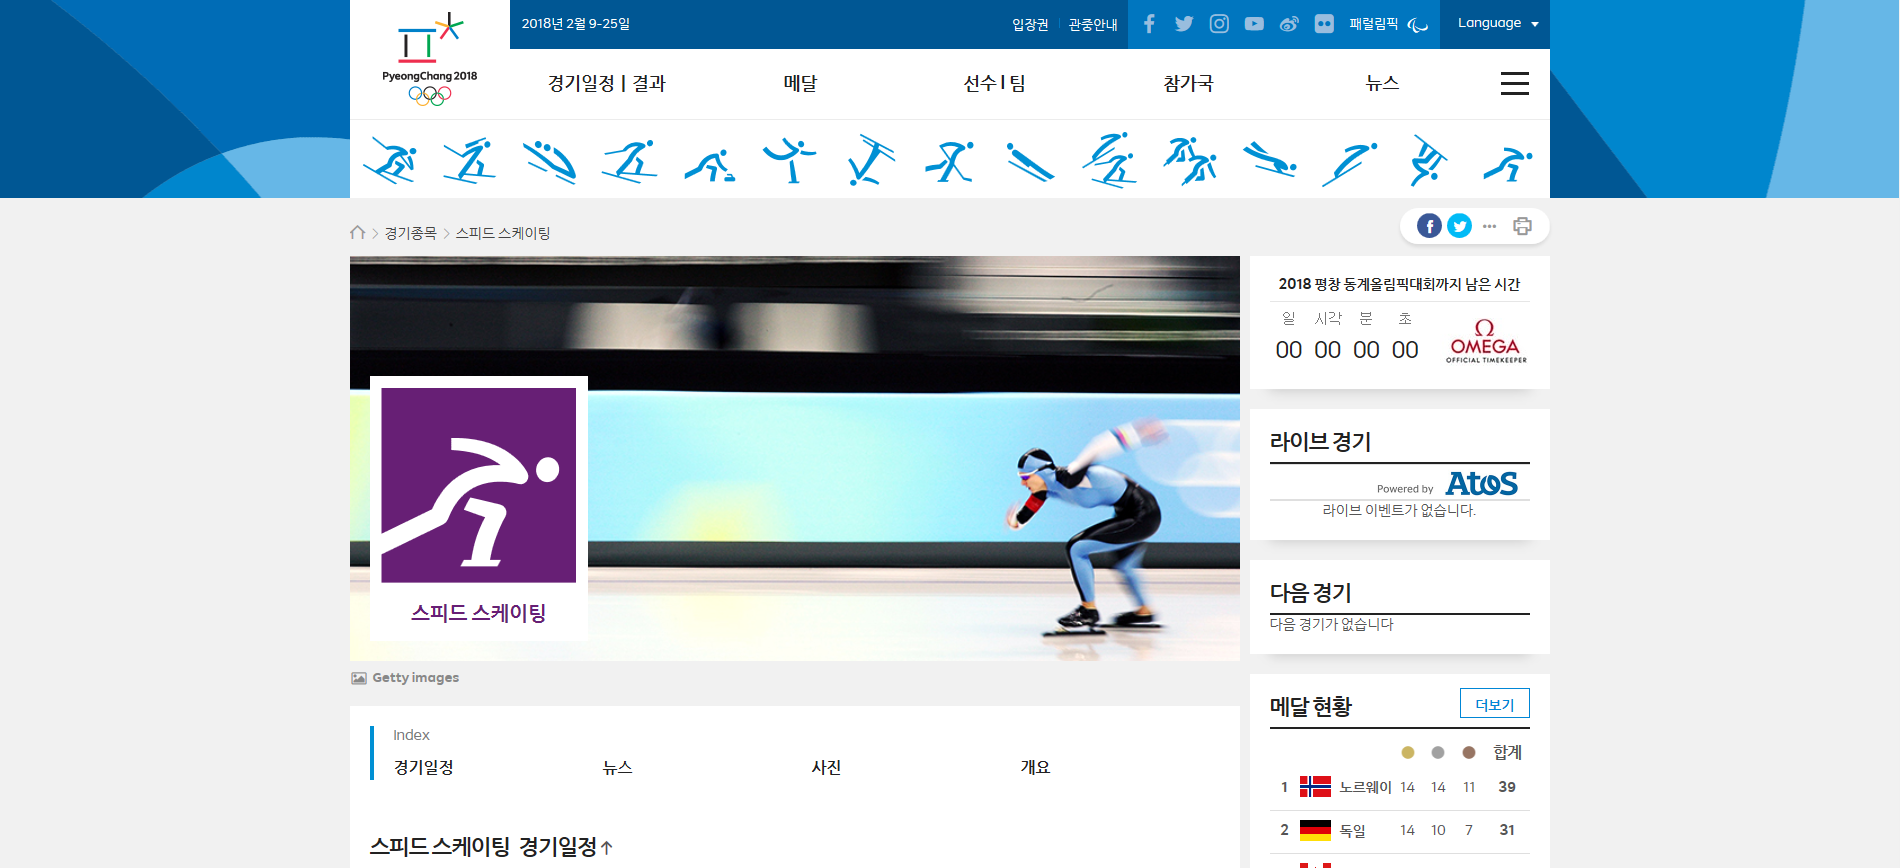 PyeongChang 2018
2018년 2월 9-25일
입장권 관중안내
패럴림픽
Language
경기일정 | 결과 메달 선수 | 팀 참가국 뉴스
경기종목 스피드 스케이팅
스피드 스케이팅
Getty images
Index
경기일정 뉴스 사진 개요
스피드 스케이팅 경기일정
2018 평창 동계올림픽대회까지 남은 시간
일 시각 분 초
00 00 00 00
OMEGA
OFFICIAL TIMEKEEPER
라이브 경기
Powered by Atos
라이브 이벤트가 없습니다.
다음 경기
다음 경기가 없습니다
메달 현황 더보기
합계
1 노르웨이 14 14 11 39
2 독일 14 10 7 31